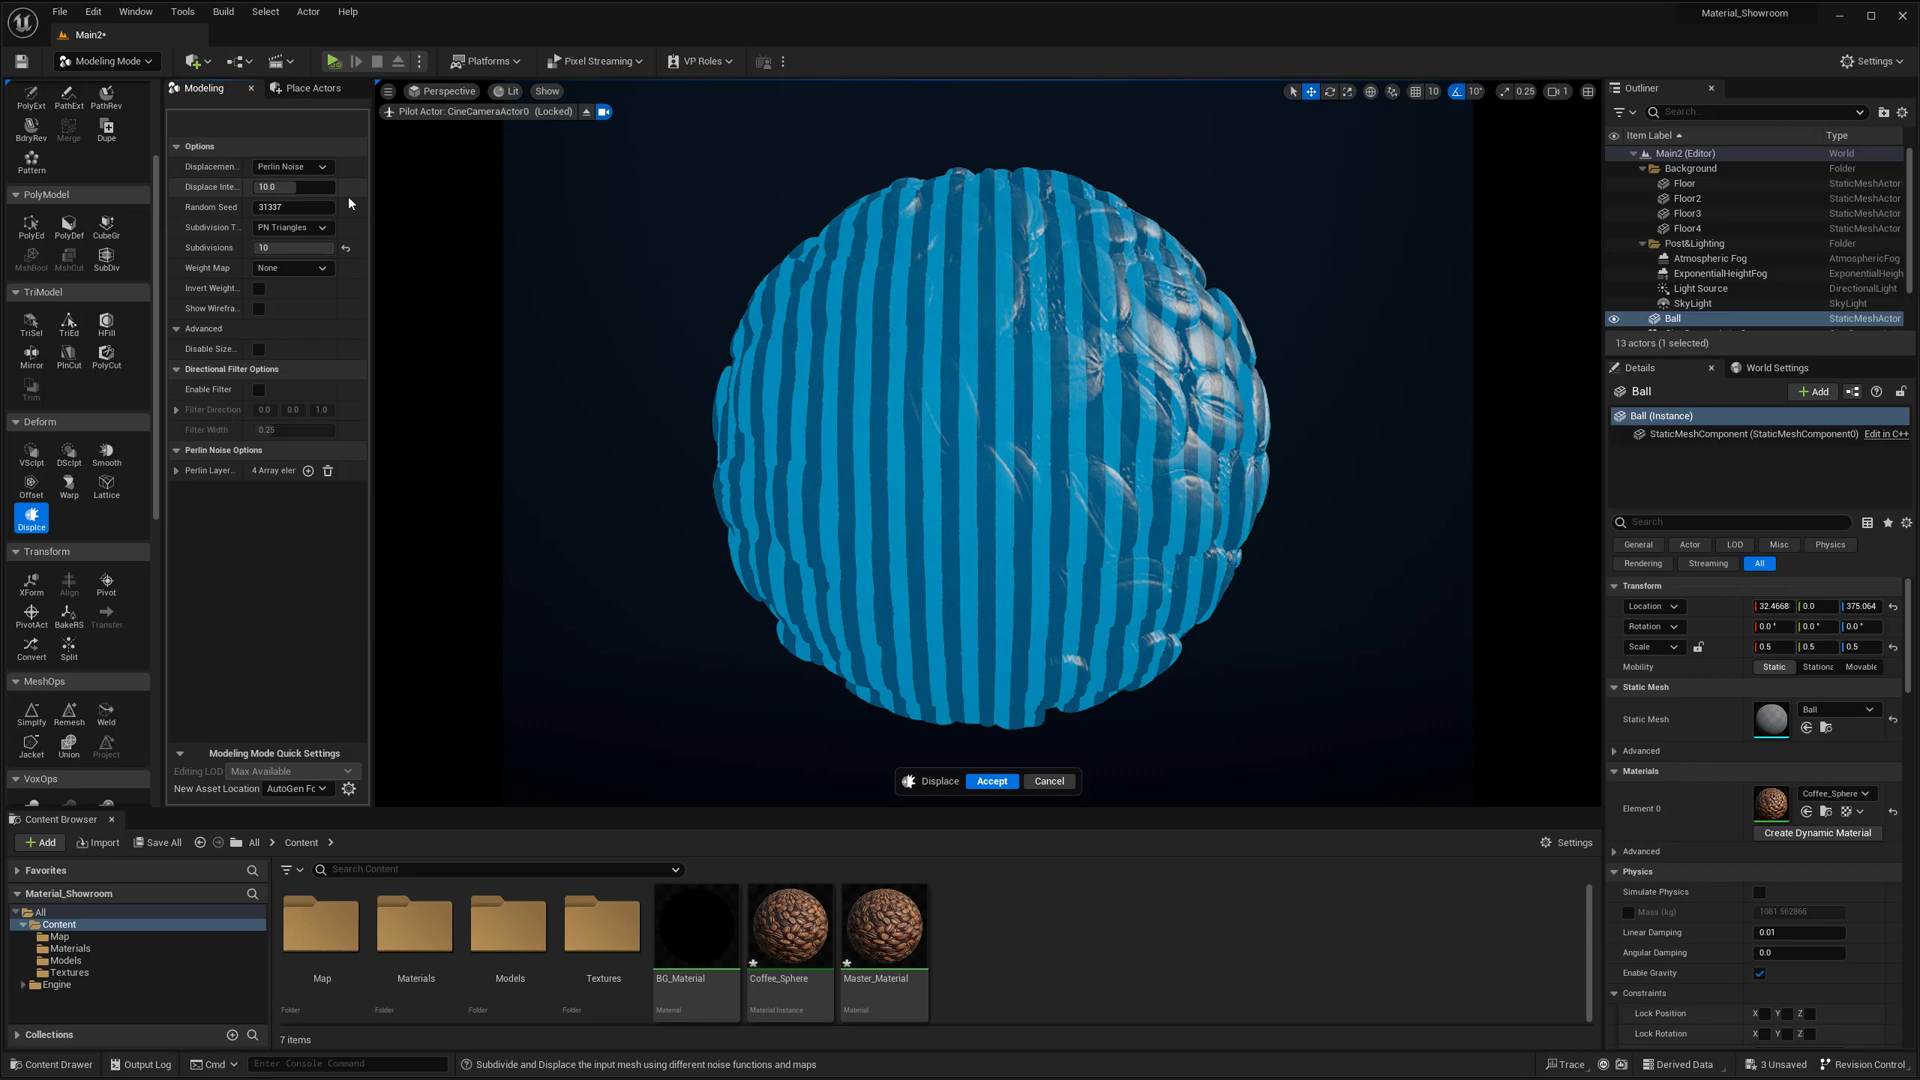 File Edit Window Tools Build Select Actor Help
Material_Showroom
Main2*
Modeling Mode
Platforms
Pixel Streaming
VP Roles
Settings
PolyExt PathExt PathRev
BdryRev Merge Dupe
Pattern
PolyModel
PolyEd PolyDef CubeGr
MshBool MshCut SubDiv
TriModel
TriSel TriEd HFill
Mirror PlnCut PolyCut
Trim
Deform
VSclpt DSclpt Smooth
Offset Warp Lattice
Displce
Transform
XForm Align Pivot
PivotAct BakeRS Transfer
Convert Split
MeshOps
Simplfy Remesh Weld
Jacket Union Project
VoxOps
Modeling
Place Actors
Options
Displacemen... Perlin Noise
Displace Inte... 10.0
Random Seed 31337
Subdivision T... PN Triangles
Subdivisions 10
Weight Map None
Invert Weight...
Show Wirefra...
Advanced
Disable Size...
Directional Filter Options
Enable Filter
Filter Direction 0.0 0.0 1.0
Filter Width 0.25
Perlin Noise Options
Perlin Layer... 4 Array eler
Modeling Mode Quick Settings
Editing LOD Max Available
New Asset Location AutoGen Fc
Perspective Lit Show
Pilot Actor: CineCameraActor0 (Locked)
10 10° 0.25 1
Displace Accept Cancel
Outliner
Search...
Item Label Type
Main2 (Editor) World
Background Folder
Floor StaticMeshActor
Floor2 StaticMeshActor
Floor3 StaticMeshActor
Floor4 StaticMeshActor
Post&Lighting Folder
Atmospheric Fog AtmosphericFog
ExponentialHeightFog ExponentialHeigh
Light Source DirectionalLight
SkyLight SkyLight
Ball StaticMeshActor
13 actors (1 selected)
Details
World Settings
Ball
Add
Ball (Instance)
StaticMeshComponent (StaticMeshComponent0) Edit in C++
Search
General Actor LOD Misc Physics
Rendering Streaming All
Transform
Location 32.4668 0.0 375.064
Rotation 0.0 ° 0.0 ° 0.0 °
Scale 0.5 0.5 0.5
Mobility Static Stationa Movable
Static Mesh
Static Mesh Ball
Advanced
Materials
Element 0 Coffee_Sphere
Create Dynamic Material
Advanced
Physics
Simulate Physics
Mass (kg) 1081.562866
Linear Damping 0.01
Angular Damping 0.0
Enable Gravity
Constraints
Lock Position X Y Z
Lock Rotation X Y Z
Content Browser
Add Import Save All All Content
Settings
Favorites
Material_Showroom
All
Content
Map
Materials
Models
Textures
Engine
Collections
Search Content
Map Materials Models Textures BG_Material Coffee_Sphere Master_Material
Folder Folder Folder Folder Material Material Instance Material
7 items
Content Drawer Output Log Cmd Enter Console Command Subdivide and Displace the input mesh using different noise functions and maps
Trace Derived Data 3 Unsaved Revision Control